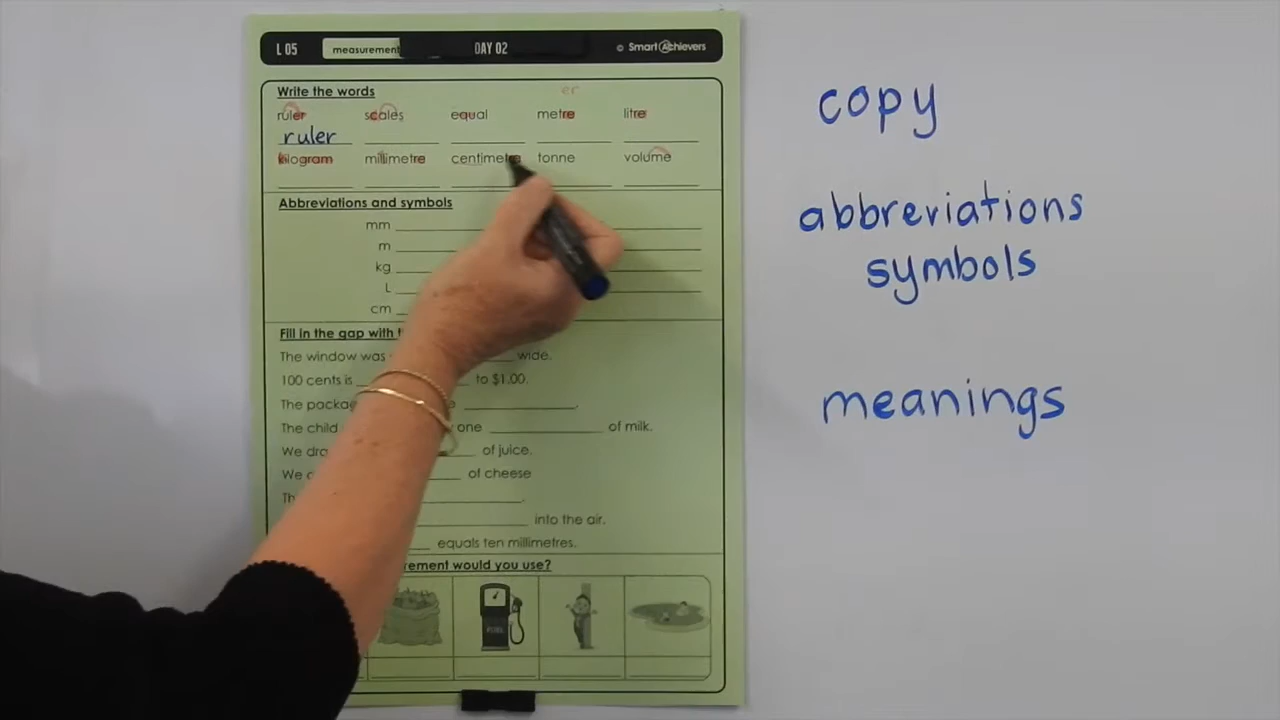 L 05 measurement DAY 02 © Smart Achievers
Write the words
er
ruler scales equal metre litre
ruler
kilogram millimetre centimetre tonne volume
Abbreviations and symbols
mm
m
kg
L
cm
Fill in the gap with
The window was wide.
100 cents is to $1.00.
The
The child one of milk.
We of juice.
We of cheese
into the air.
equals ten millimetres.
would you use?
copy
abbreviations
symbols
meanings